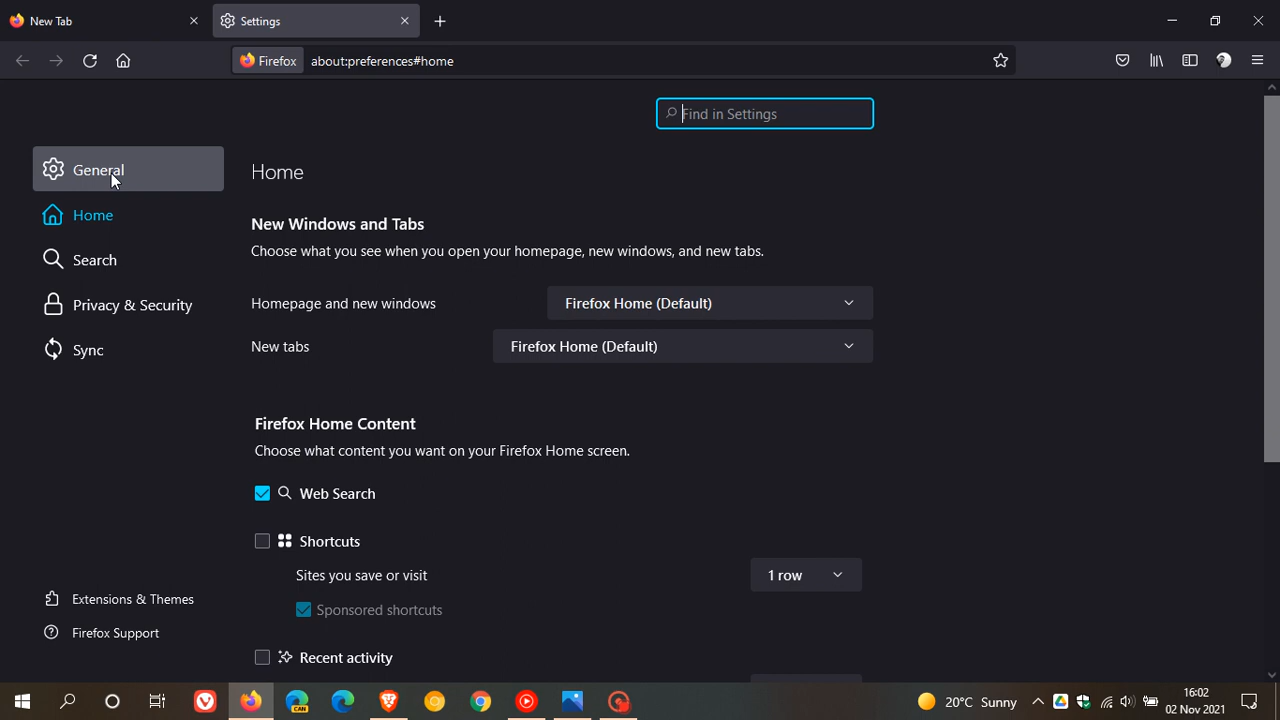 New Tab
Settings
Firefox
about:preferences#home
Find in Settings
General
Home
Search
Privacy & Security
Sync
Extensions & Themes
Firefox Support
Home
New Windows and Tabs
Choose what you see when you open your homepage, new windows, and new tabs.
Homepage and new windows
Firefox Home (Default)
New tabs
Firefox Home (Default)
Firefox Home Content
Choose what content you want on your Firefox Home screen.
Web Search
Shortcuts
Sites you save or visit
1 row
Sponsored shortcuts
Recent activity
CAN
20°C Sunny
16:02
02 Nov 2021